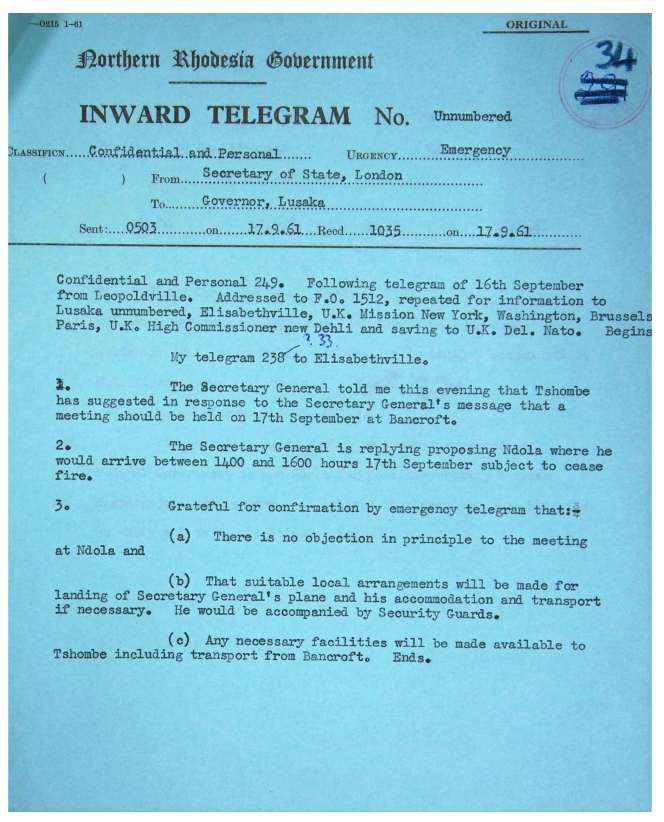 —0215 1-61
ORIGINAL
34
Northern Rhodesia Government
INWARD TELEGRAM No. Unnumbered
CLASSIFICN.....Confidential and Personal....... URGENCY.........Emergency
( ) From....Secretary of State, London
To........Governor, Lusaka
Sent:....0503............on......17.9.61...Recd.....1035.........on....17.9.61
Confidential and Personal 249. Following telegram of 16th September
from Leopoldville. Addressed to F.O. 1512, repeated for information to
Lusaka unnumbered, Elisabethville, U.K. Mission New York, Washington, Brussels
Paris, U.K. High Commissioner new Dehli and saving to U.K. Del. Nato. Begins
? 33.
My telegram 238 to Elisabethville.
1. The Secretary General told me this evening that Tshombe
has suggested in response to the Secretary General's message that a
meeting should be held on 17th September at Bancroft.
2. The Secretary General is replying proposing Ndola where he
would arrive between 1400 and 1600 hours 17th September subject to cease
fire.
3. Grateful for confirmation by emergency telegram that:-
(a) There is no objection in principle to the meeting
at Ndola and
(b) That suitable local arrangements will be made for
landing of Secretary General's plane and his accommodation and transport
if necessary. He would be accompanied by Security Guards.
(c) Any necessary facilities will be made available to
Tshombe including transport from Bancroft. Ends.